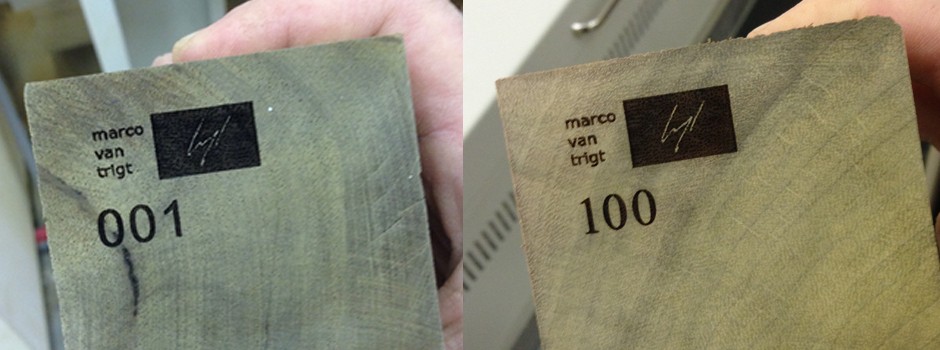 marco
van
trigt
001
marco
van
trigt
100